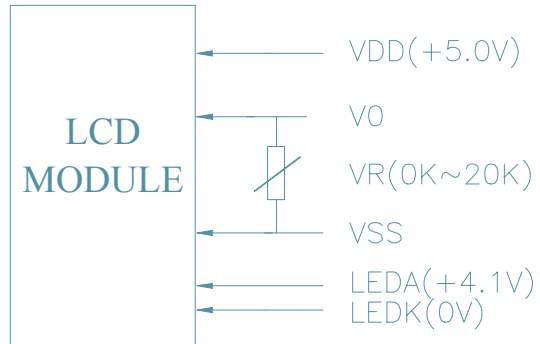 VDD(+5.0V)
V0
LCD
MODULE
VR(0K~20K)
VSS
LEDA(+4.1V)
LEDK(0V)